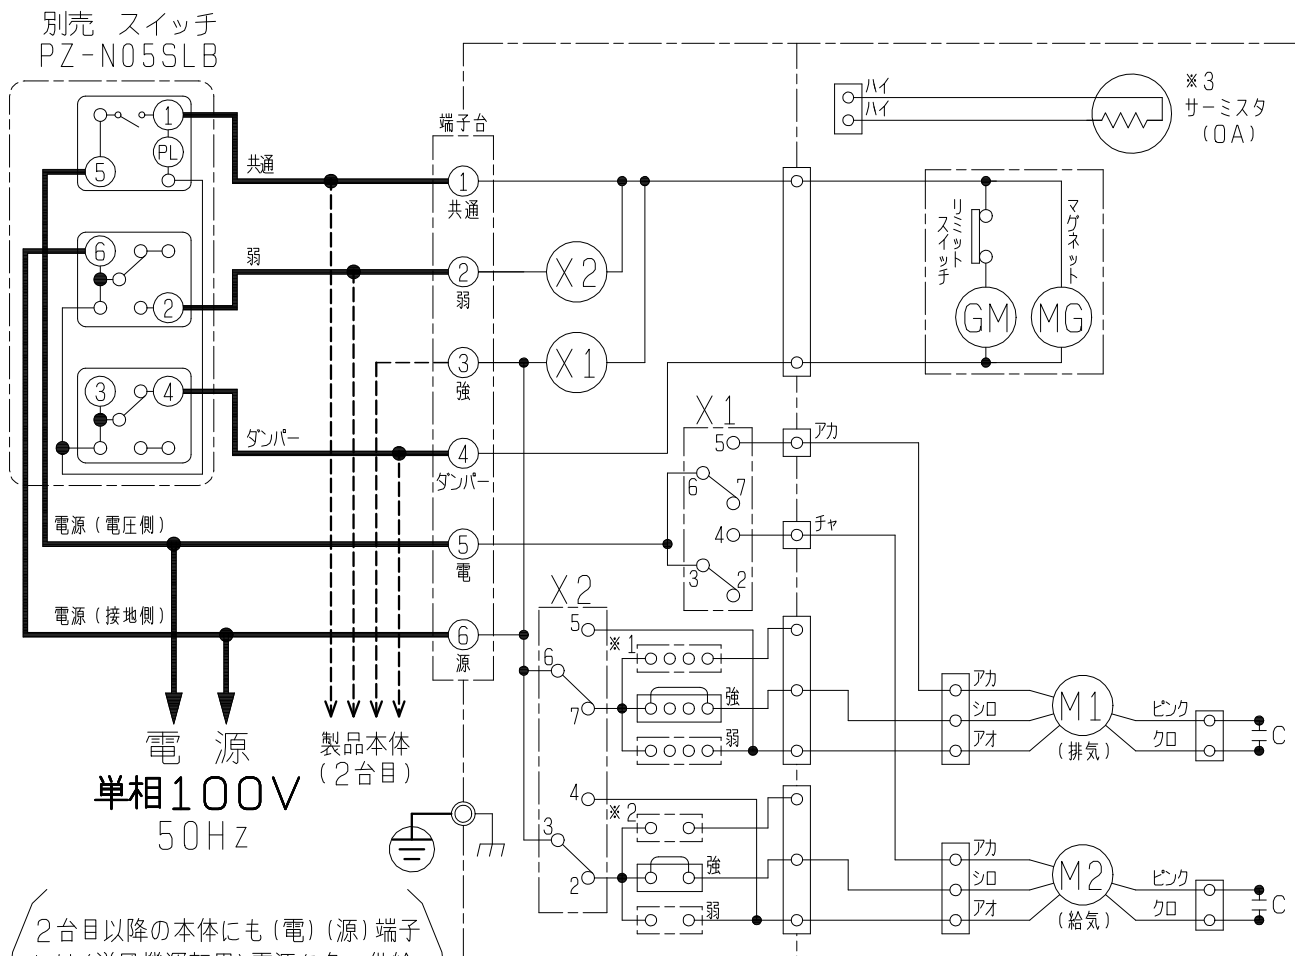 別売 スイッチ
PZ-N05SLB
1
PL
5
共通
6
弱
2
3
4
ダンパー
電源(電圧側)
電源(接地側)
電 源
単相100V
50Hz
製品本体
(2台目)
端子台
1
共通
2
弱
3
強
4
ダンパー
5
電
6
源
X2
X1
ハイ
ハイ
※3
サーミスタ
(OA)
リミット
スイッチ
マグネット
GM
MG
X1
5
6
7
4
3
2
アカ
チャ
X2
5
6
7
4
3
2
※1
強
弱
※2
強
弱
アカ
シロ
アオ
M1
(排気)
ピンク
クロ
C
アカ
シロ
アオ
M2
(給気)
ピンク
クロ
C
2台目以降の本体にも(電)(源)端子